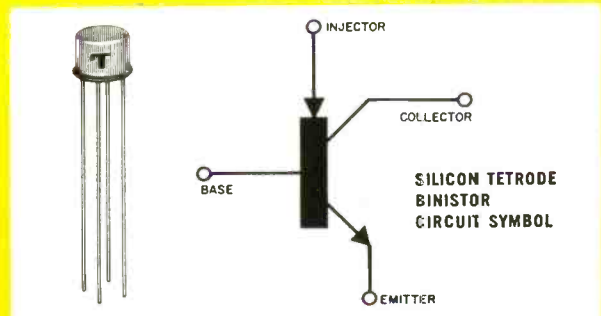 T
INJECTOR
COLLECTOR
BASE
SILICON TETRODE
BINISTOR
CIRCUIT SYMBOL
EMITTER